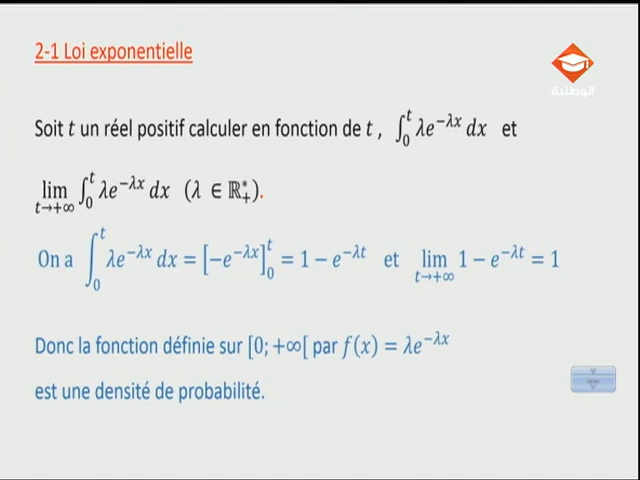 2-1 Loi exponentielle
الوطنية
Soit t un réel positif calculer en fonction de t , ∫₀ᵗ λe^{−λx} dx et
lim_{t→+∞} ∫₀ᵗ λe^{−λx} dx (λ ∈ ℝ₊*).
On a ∫₀ᵗ λe^{−λx} dx = [−e^{−λx}]₀ᵗ = 1 − e^{−λt} et lim_{t→+∞} 1 − e^{−λt} = 1
Donc la fonction définie sur [0; +∞[ par f(x) = λe^{−λx}
est une densité de probabilité.